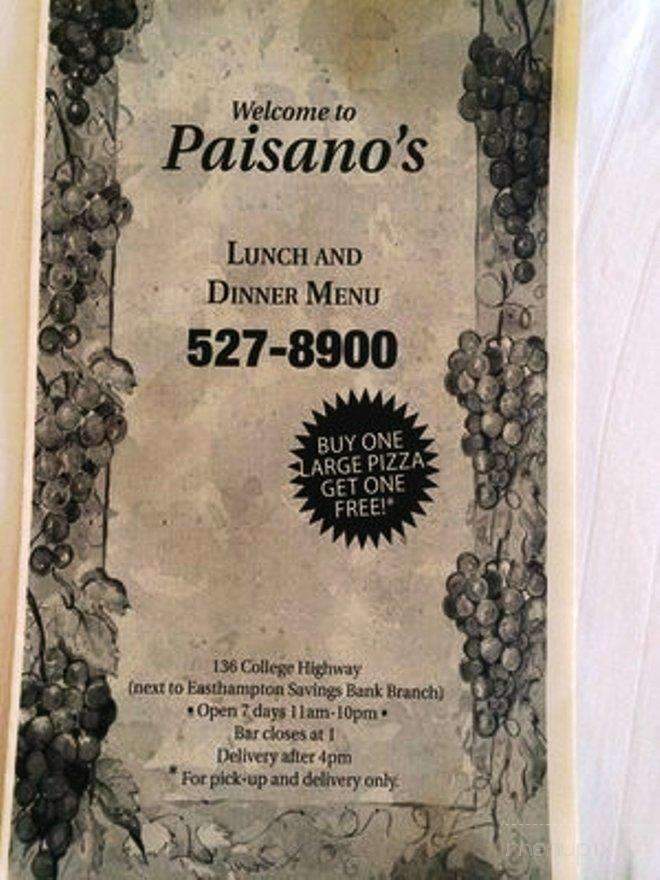 Welcome to
Paisano's
LUNCH AND
DINNER MENU
527-8900
BUY ONE
LARGE PIZZA
GET ONE
FREE!*
136 College Highway
(next to Easthampton Savings Bank Branch)
• Open 7 days 11am-10pm •
Bar closes at 1
Delivery after 4pm
* For pick-up and delivery only.